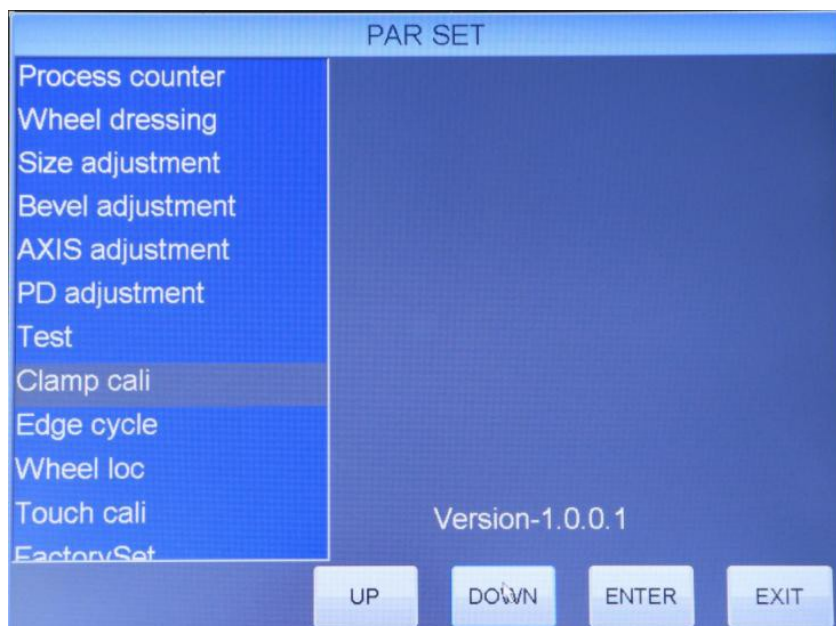 PAR SET
Process counter
Wheel dressing
Size adjustment
Bevel adjustment
AXIS adjustment
PD adjustment
Test
Clamp cali
Edge cycle
Wheel loc
Touch cali
FactorySet
Version-1.0.0.1
UP DOWN ENTER EXIT